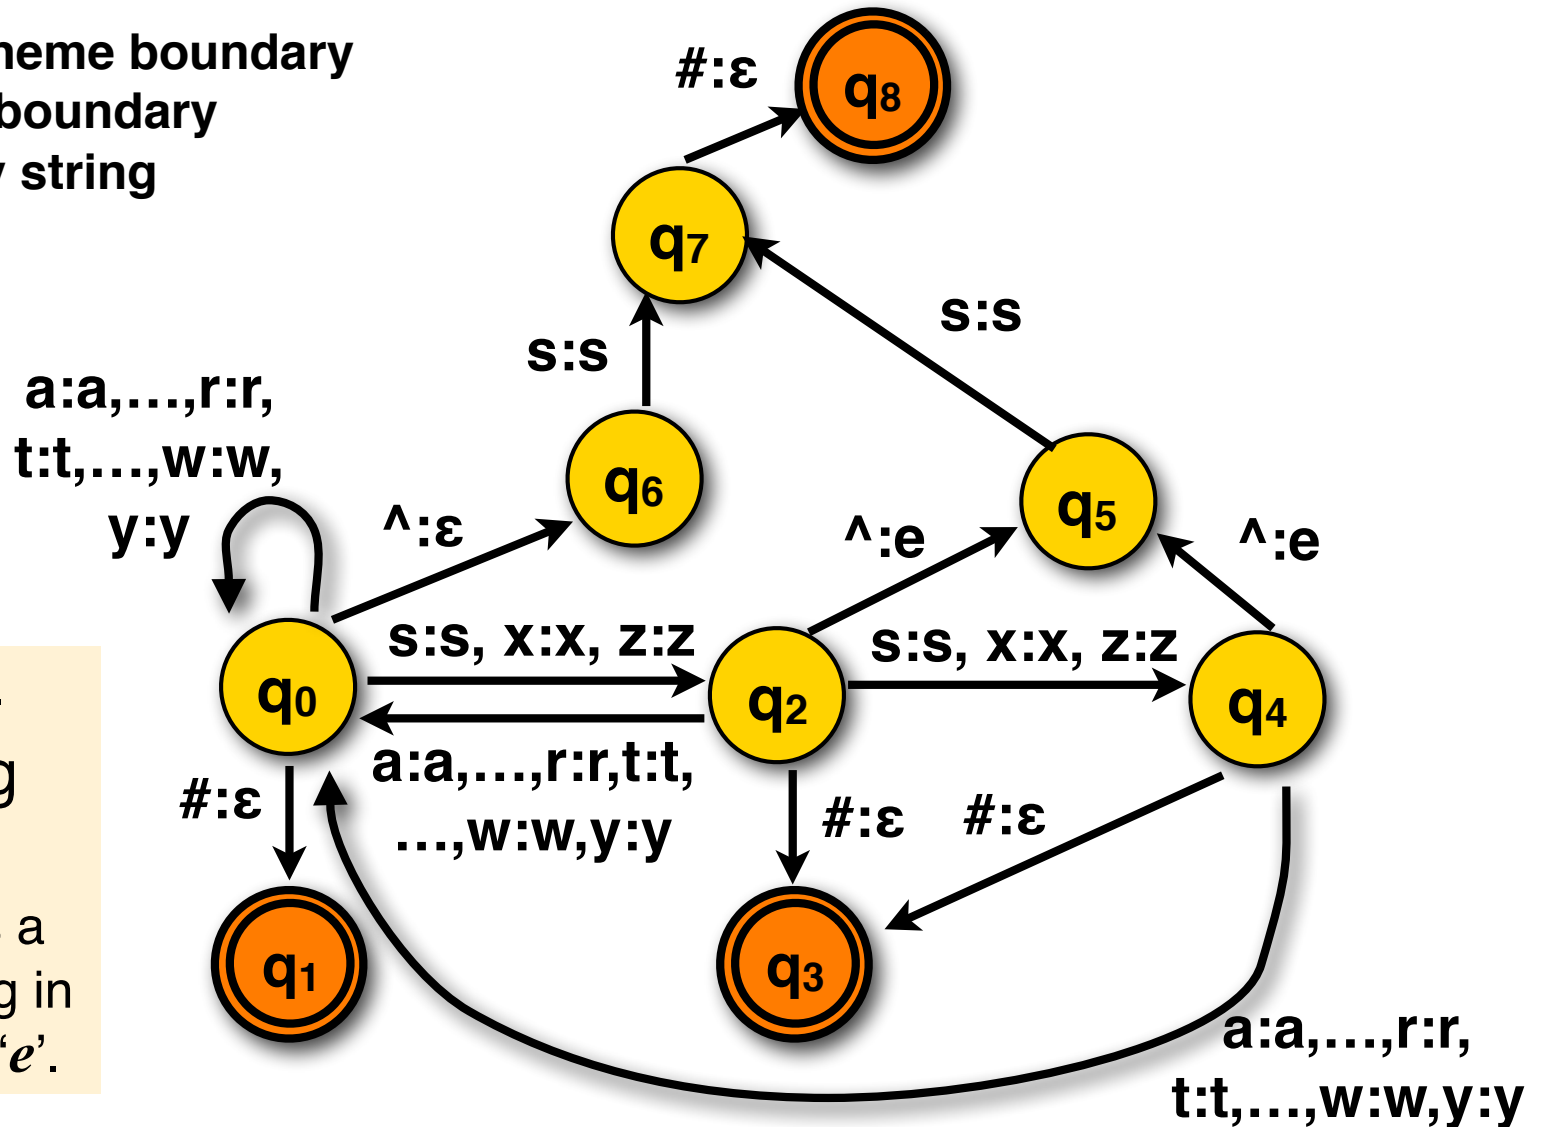 heme boundary
boundary
string
#:ε
q8
q7
s:s
s:s
a:a,…,r:r,
t:t,…,w:w,
y:y
^:ε
q6
^:e
q5
^:e
s:s, x:x, z:z
s:s, x:x, z:z
q0
q2
q4
#:ε
a:a,…,r:r,t:t,
…,w:w,y:y
#:ε
#:ε
q1
q3
a
g in
‘e’.
a:a,…,r:r,
t:t,…,w:w,y:y